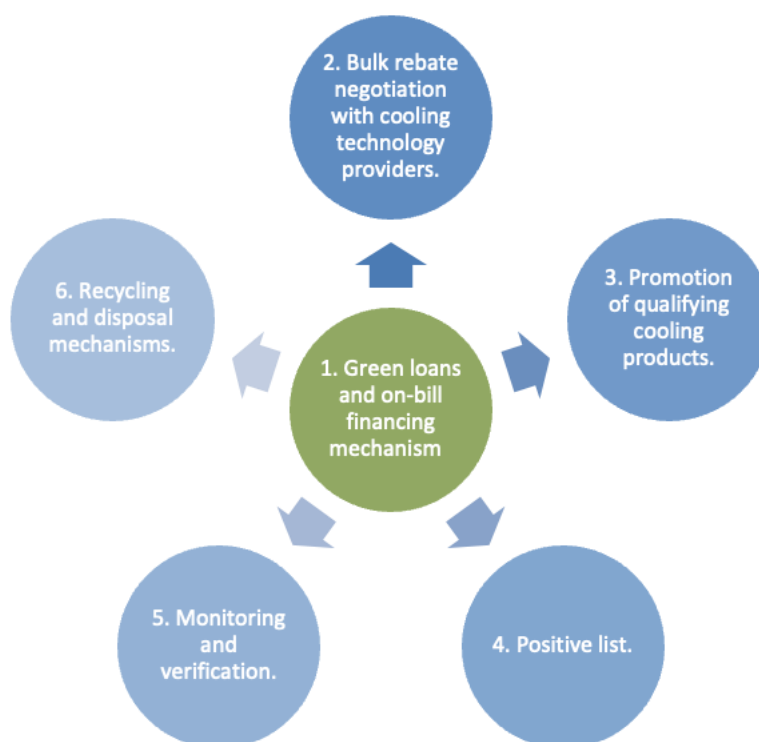 2. Bulk rebate
negotiation
with cooling
technology
providers.
3. Promotion
of qualifying
cooling
products.
6. Recycling
and disposal
mechanisms.
1. Green loans
and on-bill
financing
mechanism
5. Monitoring
and
verification.
4. Positive list.